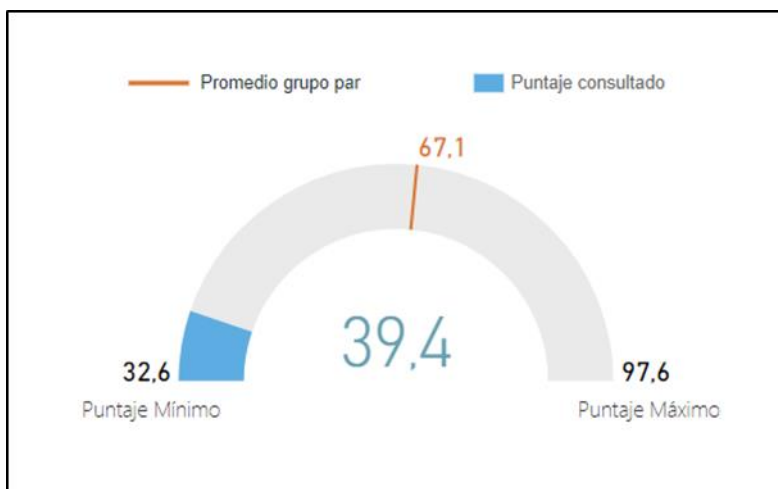 Promedio grupo par
Puntaje consultado
67,1
39,4
32,6
97,6
Puntaje Mínimo
Puntaje Máximo